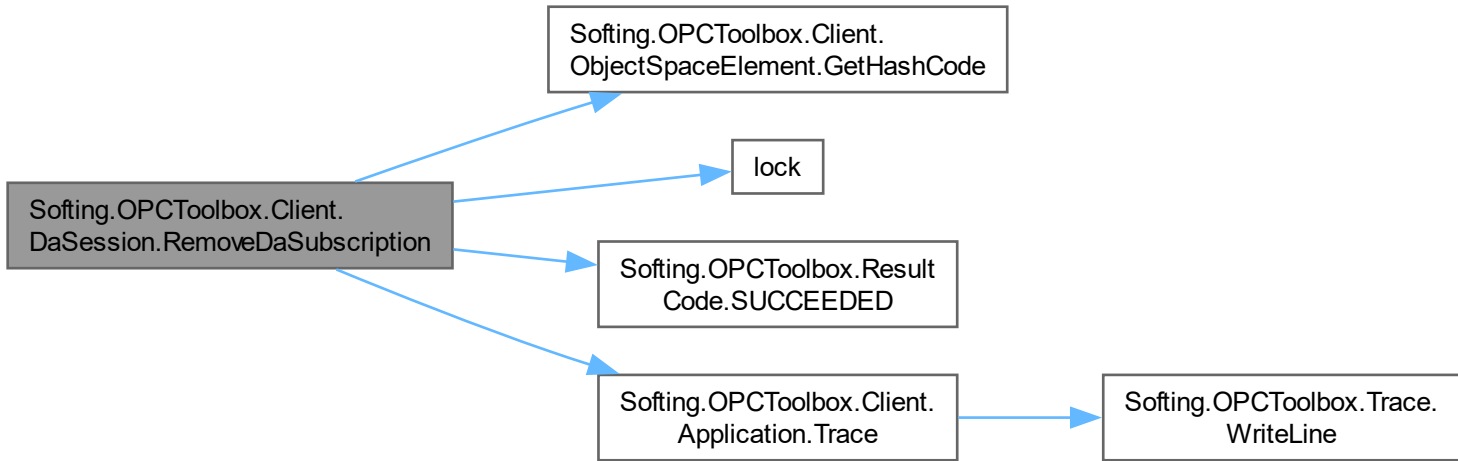 Softing.OPCToolbox.Client.
ObjectSpaceElement.GetHashCode
lock
Softing.OPCToolbox.Client.
DaSession.RemoveDaSubscription
Softing.OPCToolbox.Result
Code.SUCCEEDED
Softing.OPCToolbox.Client.
Application.Trace
Softing.OPCToolbox.Trace.
WriteLine